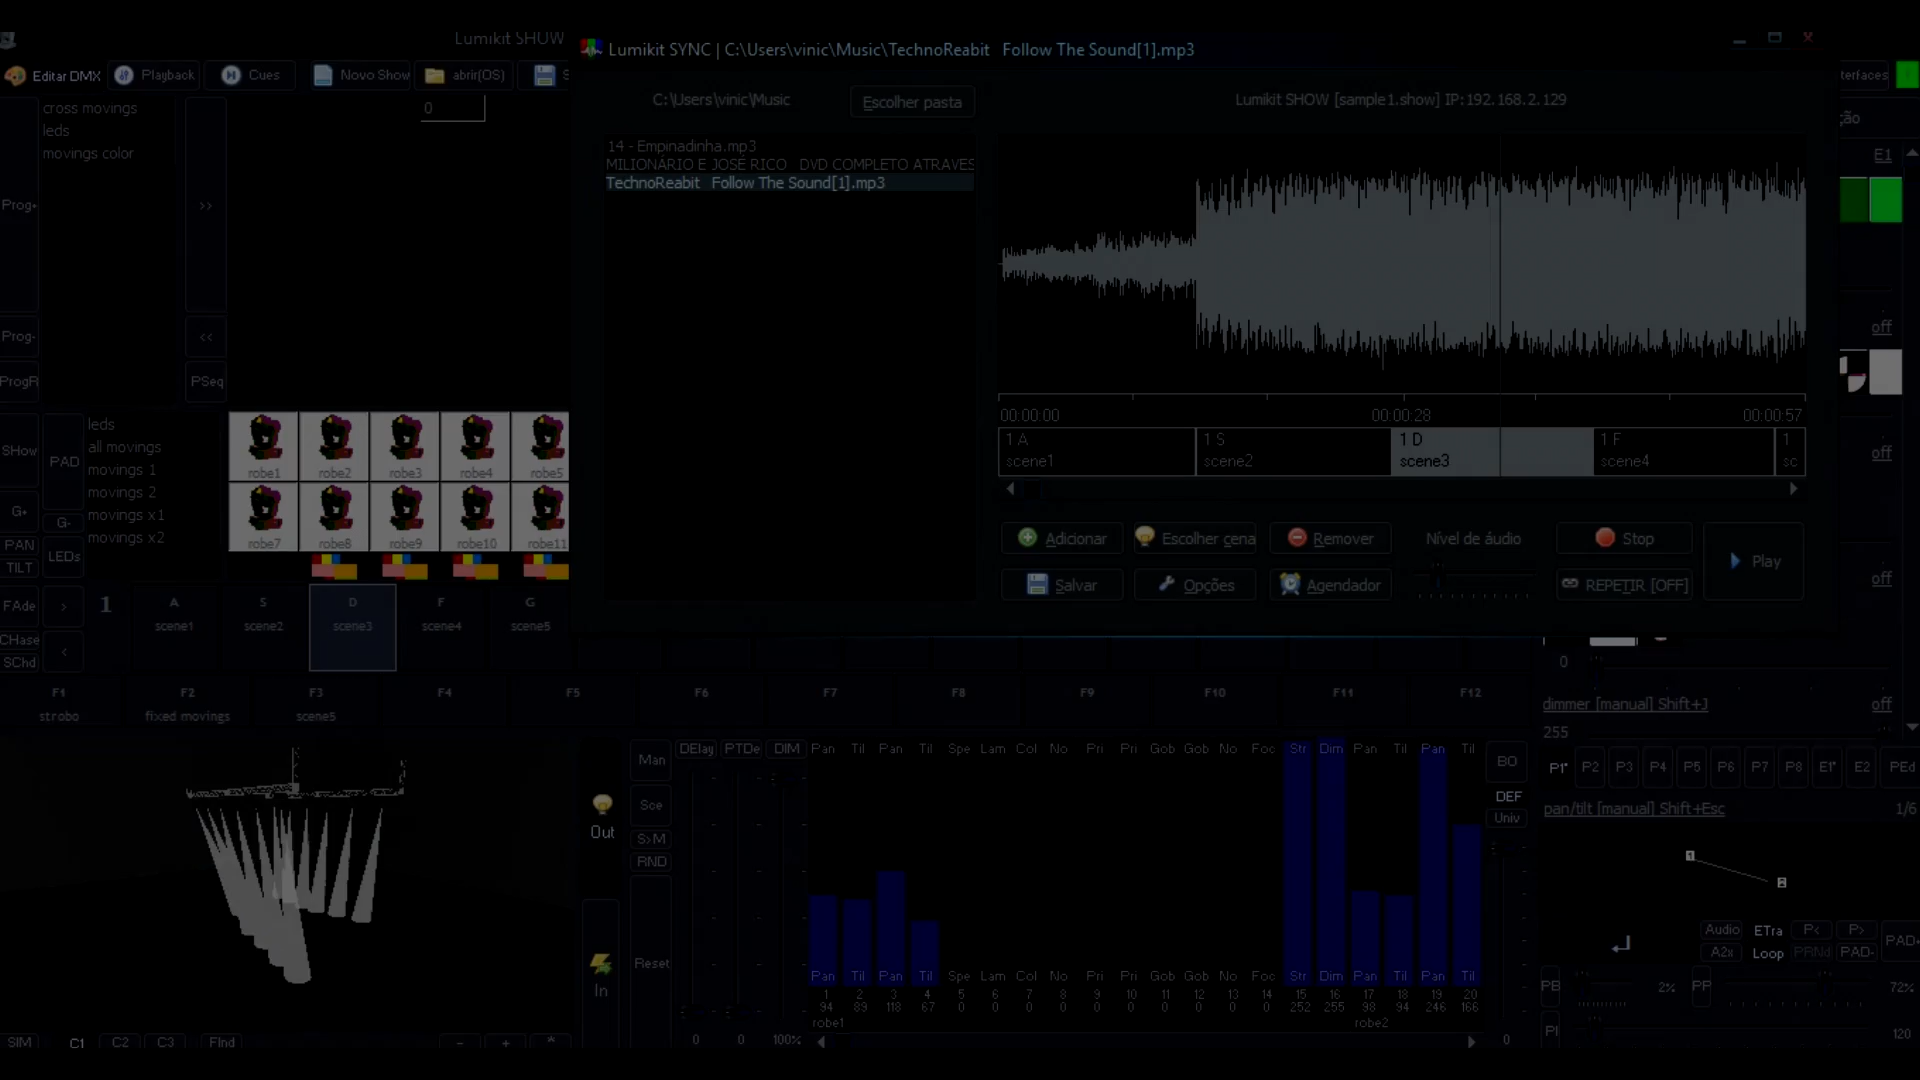 Lumikit SHOW
Editar DMX
Playback
Cues
Novo Show
abrir(OS)
cross movings
leds
movings color
0
Prog+
>>
Prog-
<<
PSeq
SHow
PAD
G+
G-
PAN
TILT
LEDs
leds
all movings
movings 1
movings 2
movings x1
movings x2
robe1 robe2 robe3 robe4 robe5
robe7 robe8 robe9 robe10 robe11
FAde
>
CHase
SChd
<
1
A S D F G
scene1 scene2 scene3 scene4 scene5
Lumikit SYNC | C:\Users\vinic\Music\TechnoReabit Follow The Sound[1].mp3
C:\Users\vinic\Music
Escolher pasta
Lumikit SHOW [sample1.show] IP:192.168.2.129
14 - Empinadinha.mp3
MILIONÁRIO E JOSÉ RICO DVD COMPLETO ATRAVES
TechnoReabit Follow The Sound[1].mp3
00:00:00 00:00:28 00:00:57
1 A 1 S 1 D 1 F 1
scene1 scene2 scene3 scene4 sc
Adicionar
Escolher cena
Remover
Nível de áudio
Stop
Play
Salvar
Opções
Agendador
REPETIR [OFF]
terfaces
ção
E1
off
off
off
0
dimmer [manual] Shift+J
off
255
F1 F2 F3 F4 F5 F6 F7 F8 F9 F10 F11 F12
strobo fixed movings scene5
P1* P2 P3 P4 P5 P6 P7 P8 E1* E2 PEd
pan/tilt [manual] Shift+Esc
1/6
1
2
Audio ETra P< P>
A2x Loop PRNd PAD- PAD+
PB 2% PP 72%
PI 120
Out
In
Man
Sce
S>M
RND
Reset
DElay PTDe DIM
0 0 100%
Pan Til Pan Til Spe Lam Col No Pri Pri Gob Gob No Foc Str Dim Pan Til Pan Til
Pan Til Pan Til Spe Lam Col No Pri Pri Gob Gob No Foc Str Dim Pan Til Pan Til
1 2 3 4 5 6 7 8 9 10 11 12 13 14 15 16 17 18 19 20
94 89 118 67 0 0 0 0 0 0 0 0 0 0 252 255 98 94 246 166
robe1 robe2
BO
DEF
Univ
0
SIM C1 C2 C3 FInd - + ^